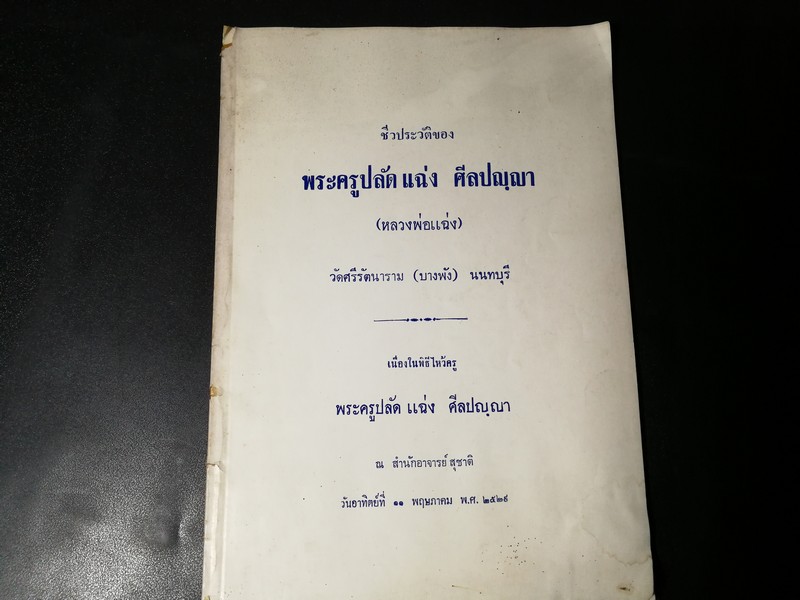 ชีวประวัติของ
พระครูปลัด แฉ่ง ศีลปญฺญา
(หลวงพ่อแฉ่ง)
วัดศรีรัตนาราม (บางพัง) นนทบุรี
เนื่องในพิธีไหว้ครู
พระครูปลัด แฉ่ง ศีลปญฺญา
ณ สำนักอาจารย์ สุชาติ
วันอาทิตย์ที่ ๑๑ พฤษภาคม พ.ศ. ๒๕๒๙